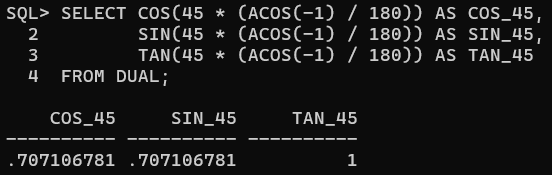 SQL> SELECT COS(45 * (ACOS(-1) / 180)) AS COS_45,
  2         SIN(45 * (ACOS(-1) / 180)) AS SIN_45,
  3         TAN(45 * (ACOS(-1) / 180)) AS TAN_45
  4  FROM DUAL;

    COS_45     SIN_45     TAN_45
---------- ---------- ----------
.707106781 .707106781          1